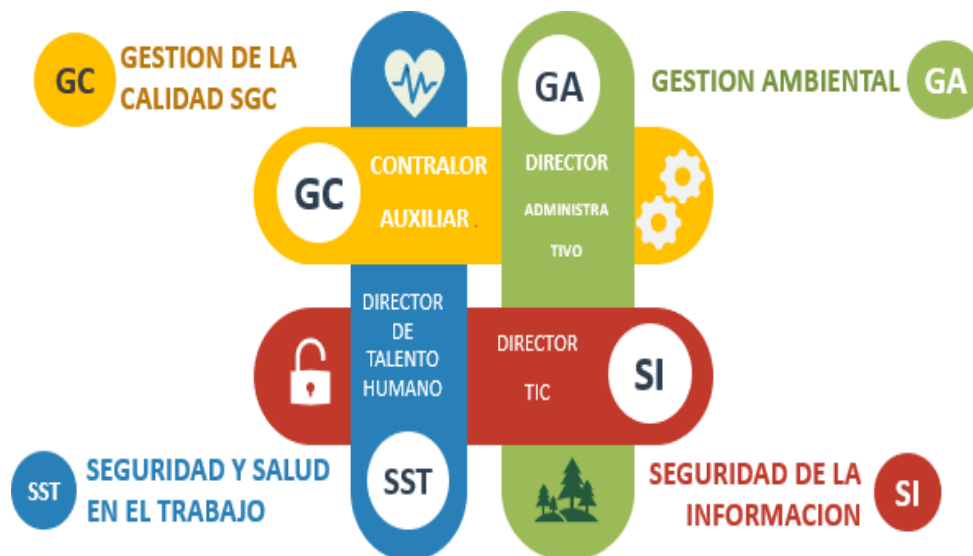 GC
GESTION DE LA
CALIDAD SGC
GESTION AMBIENTAL
GA
GA
GC
CONTRALOR
AUXILIAR .
DIRECTOR
ADMINISTRA
TIVO
DIRECTOR
DE
TALENTO
HUMANO
DIRECTOR
TIC
SI
SST
SEGURIDAD Y SALUD
EN EL TRABAJO
SST
SEGURIDAD DE LA
INFORMACION
SI